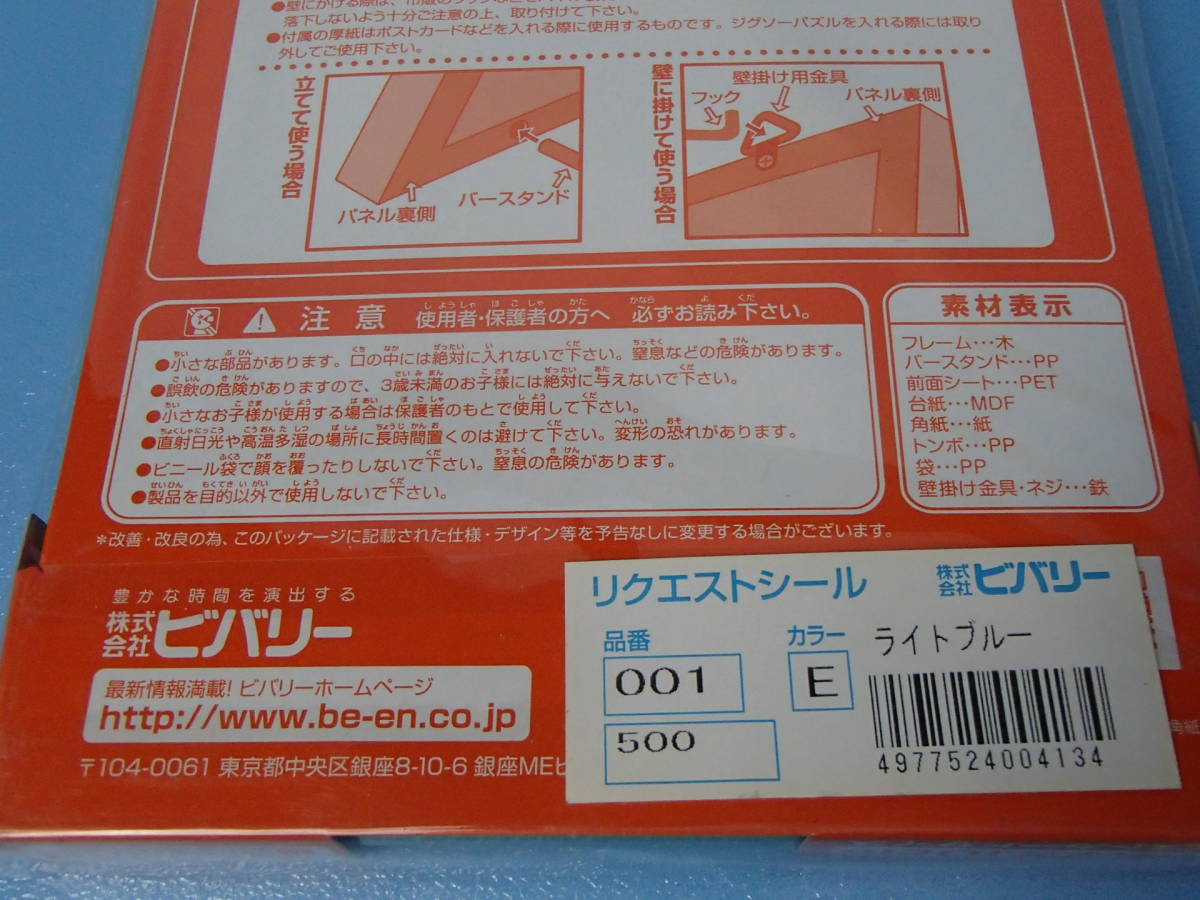 落下しないよう十分ご注意の上、取り付けて下さい。
●付属の厚紙はポストカードなどを入れる際に使用するものです。ジグソーパズルを入れる際には取り
外してご使用下さい。
立てて使う場合
パネル裏側
バースタンド
壁に掛けて使う場合
フック
壁掛け用金具
パネル裏側
注意 使用者・保護者の方へ 必ずお読み下さい。
●小さな部品があります。口の中には絶対に入れないで下さい。窒息などの危険があります。
●誤飲の危険がありますので、3歳未満のお子様には絶対に与えないで下さい。
●小さなお子様が使用する場合は保護者のもとで使用して下さい。
●直射日光や高温多湿の場所に長時間置くのは避けて下さい。変形の恐れがあります。
●ビニール袋で顔を覆ったりしないで下さい。窒息の危険があります。
●製品を目的以外で使用しないで下さい。
素材表示
フレーム…木
バースタンド…PP
前面シート…PET
台紙…MDF
角紙…紙
トンボ…PP
袋…PP
壁掛け金具・ネジ…鉄
*改善・改良の為、このパッケージに記載された仕様・デザイン等を予告なしに変更する場合がございます。
豊かな時間を演出する
株式会社ビバリー
最新情報満載! ビバリーホームページ
http://www.be-en.co.jp
〒104-0061 東京都中央区銀座8-10-6 銀座MEビ
リクエストシール
株式会社ビバリー
品番
001
500
カラー
E
ライトブルー
4977524004134
角紙